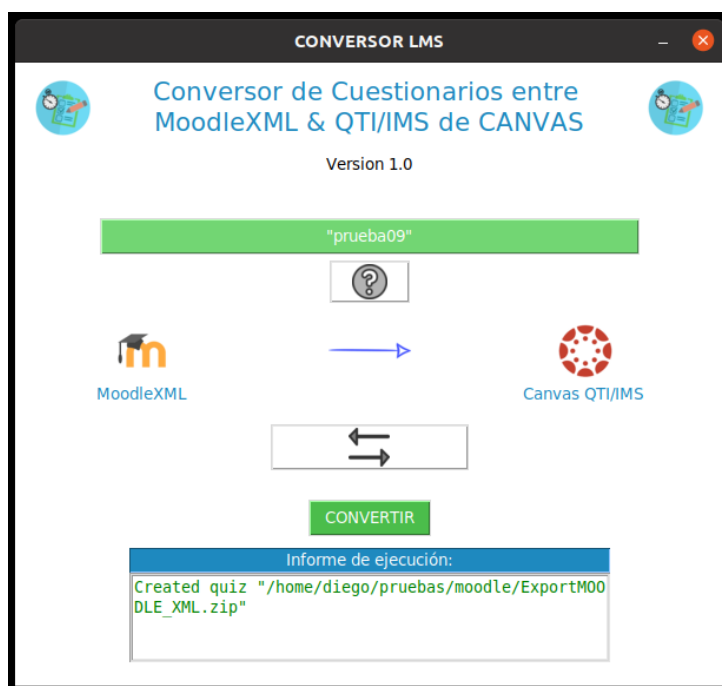 CONVERSOR LMS
Conversor de Cuestionarios entre
MoodleXML & QTI/IMS de CANVAS
Version 1.0
"prueba09"
?
m
MoodleXML
Canvas QTI/IMS
CONVERTIR
Informe de ejecución:
Created quiz "/home/diego/pruebas/moodle/ExportMOO
DLE_XML.zip"